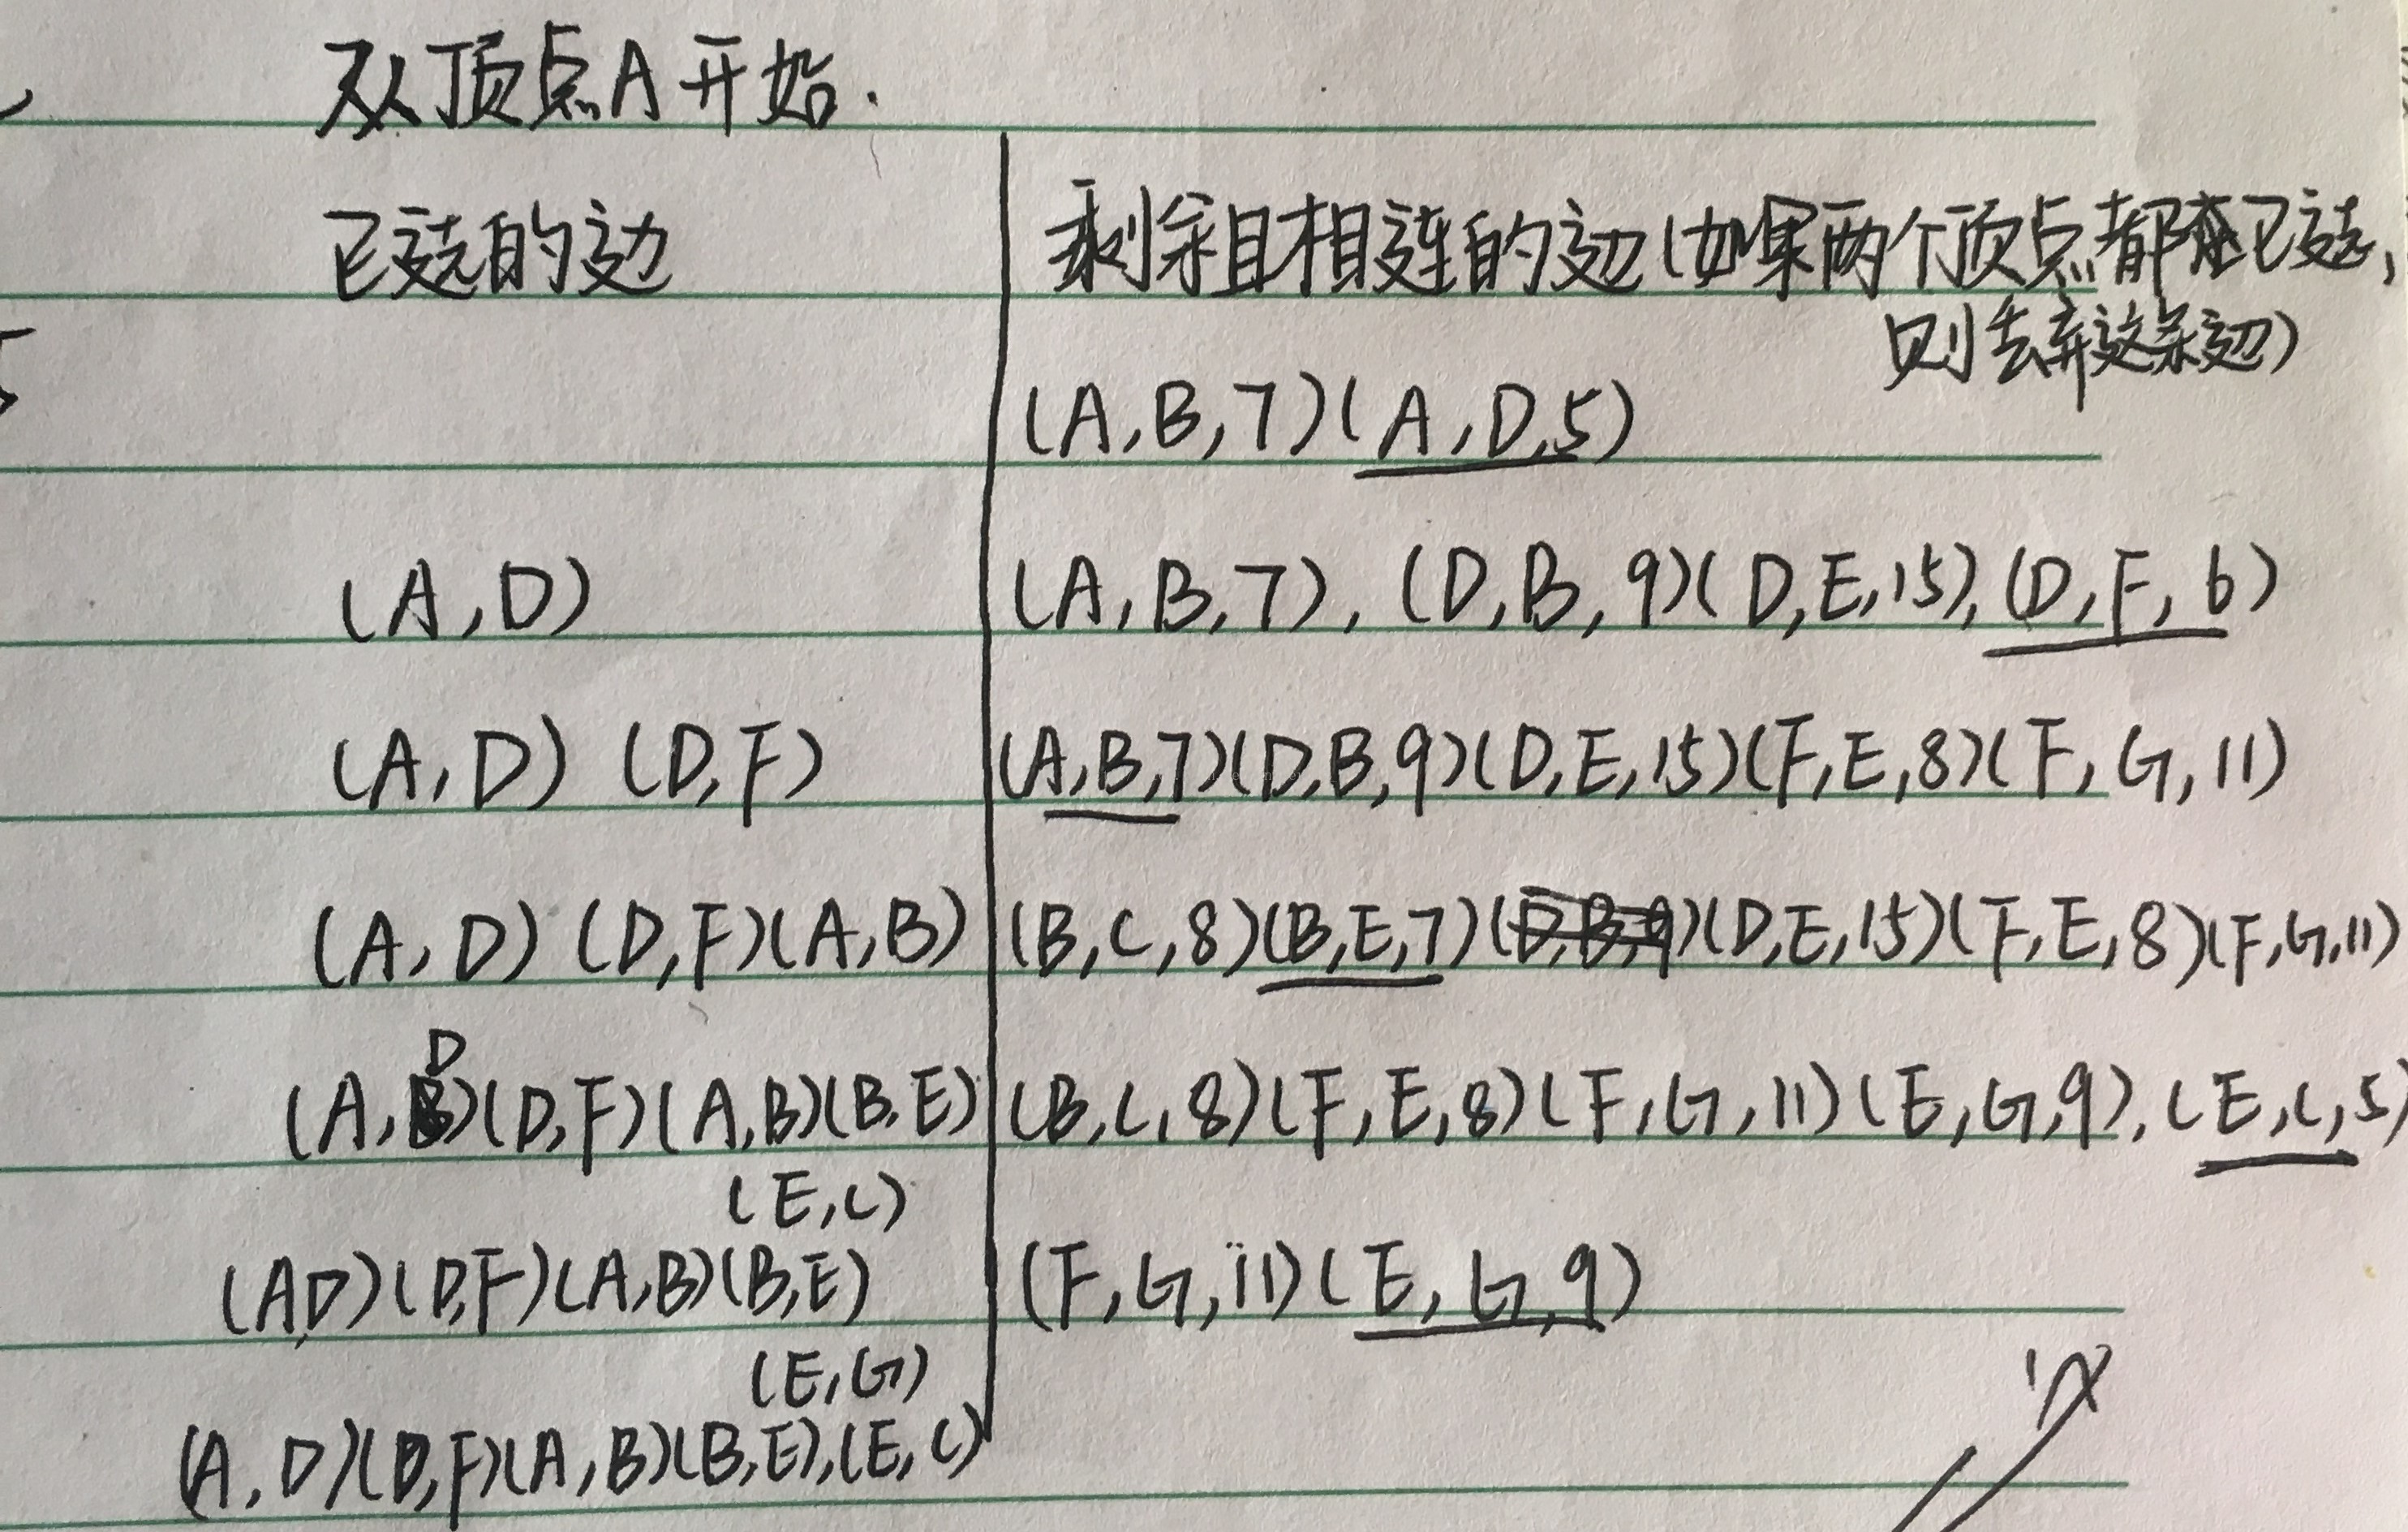 从顶点A开始.
已选的边 剩余且相连的边(如果两个顶点都在已选,
则丢弃这条边)
(A,B,7)(A,D,5)
(A,D) (A,B,7),(D,B,9)(D,E,15),(D,F,6)
(A,D) (D,F) (A,B,7)(D,B,9)(D,E,15)(F,E,8)(F,G,11)
(A,D) (D,F)(A,B) (B,C,8)(B,E,7)(D,B,9)(D,E,15)(F,E,8)(F,G,11)
D
(A,B)(D,F)(A,B)(B,E) (B,C,8)(F,E,8)(F,G,11)(E,G,9),(E,C,5)
(E,C)
(A,D)(D,F)(A,B)(B,E) (F,G,11)(E,G,9)
(E,G)
(A,D)(D,F)(A,B)(B,E),(E,C)